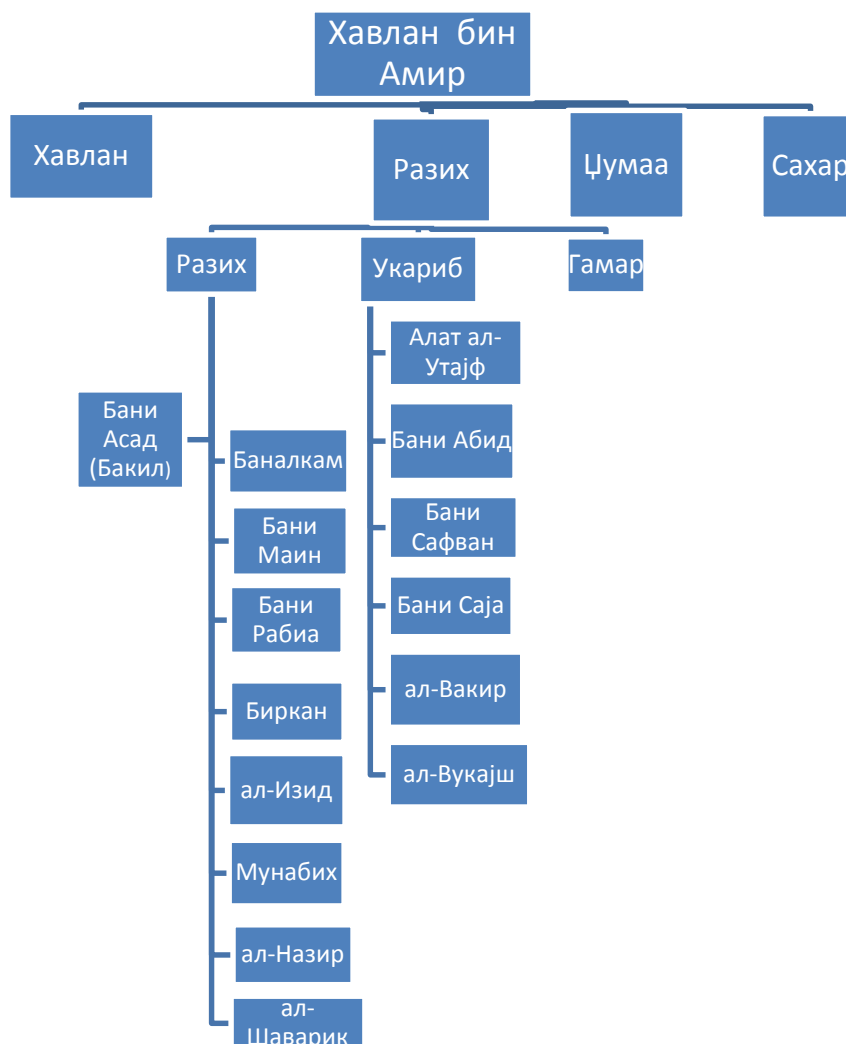 Хавлан бин
Амир
Хавлан
Разих
Џумаа
Сахар
Разих
Укариб
Гамар
Бани
Асад
(Бакил)
Баналкам
Бани
Маин
Бани
Рабиа
Биркан
ал-Изид
Мунабих
ал-Назир
ал-
Шаварик
Алат ал-
Утајф
Бани Абид
Бани
Сафван
Бани Саја
ал-Вакир
ал-Вукајш